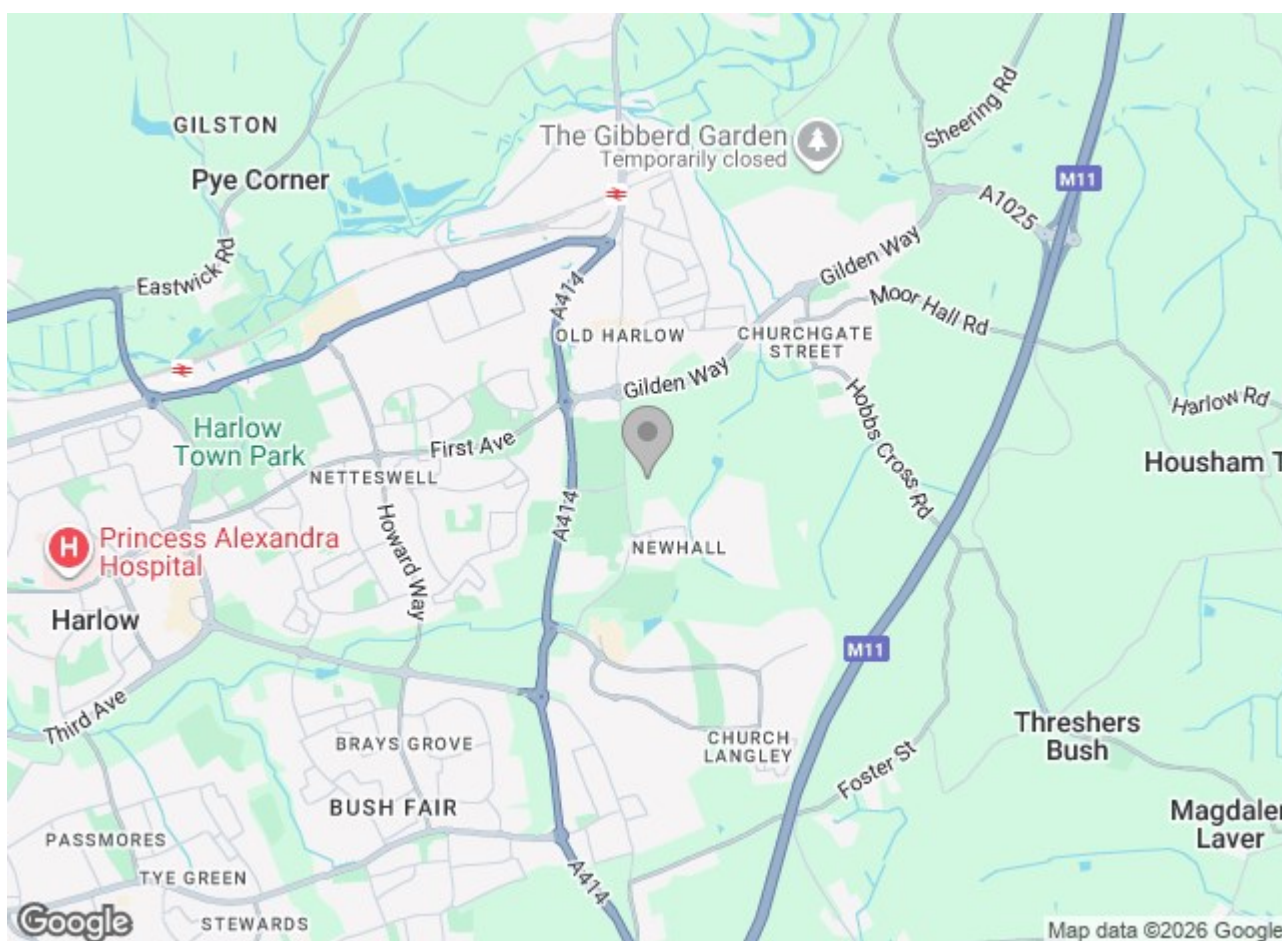 GILSTON
Pye Corner
The Gibberd Garden
Temporarily closed
Sheering Rd
M11
A1025
Eastwick Rd
Gilden Way
A414
Moor Hall Rd
OLD HARLOW
CHURCHGATE
STREET
Gilden Way
Harlow Rd
Hobbs Cross Rd
Harlow
Town Park
First Ave
NETTESWELL
Housham T
Howard Way
A414
Princess Alexandra
Hospital
NEWHALL
Harlow
M11
Third Ave
BRAYS GROVE
CHURCH
LANGLEY
Threshers
Bush
Foster St
BUSH FAIR
Magdalen
Laver
PASSMORES
TYE GREEN
A414
STEWARDS
Google
Map data ©2026 Google